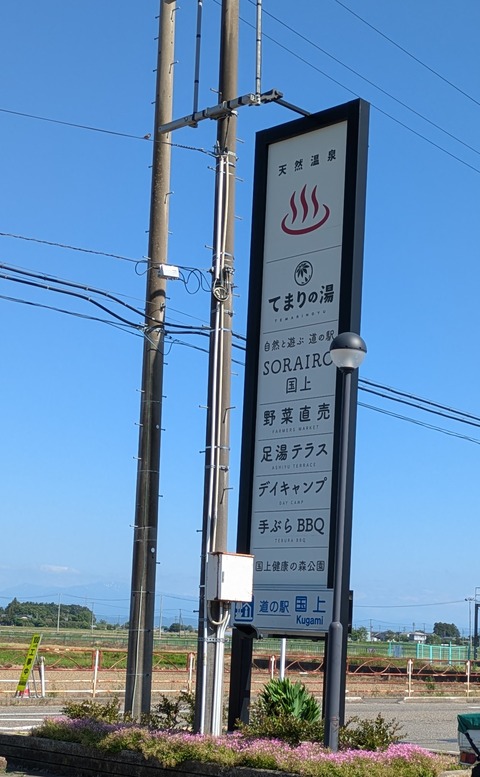 天然温泉
てまりの湯
TEMARINOYU
自然と遊ぶ 道の駅
SORAIRO
国上
野菜直売
FARMERS MARKET
足湯テラス
ASHIYU TERRACE
デイキャンプ
DAY CAMP
手ぶらBBQ
TEBURA BBQ
国上健康の森公園
道の駅 国上
Kugami